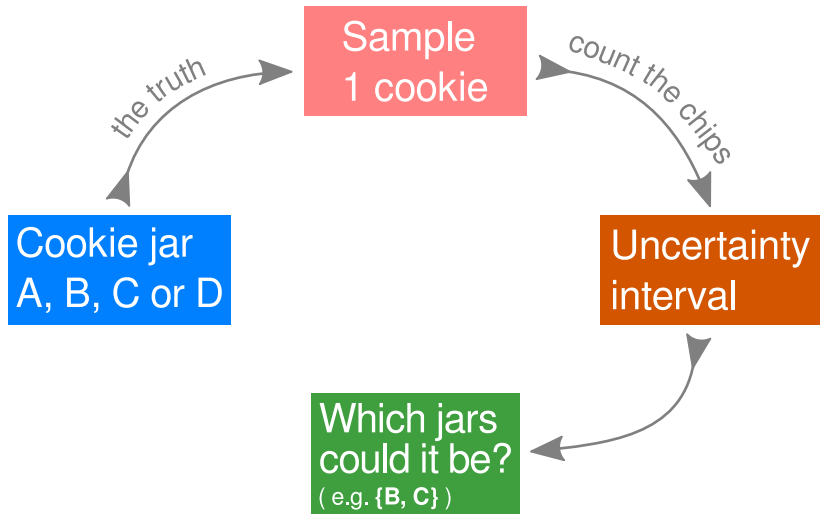 the truth
Sample
1 cookie
count the chips
Cookie jar
A, B, C or D
Uncertainty
interval
Which jars
could it be?
( e.g. {B, C} )